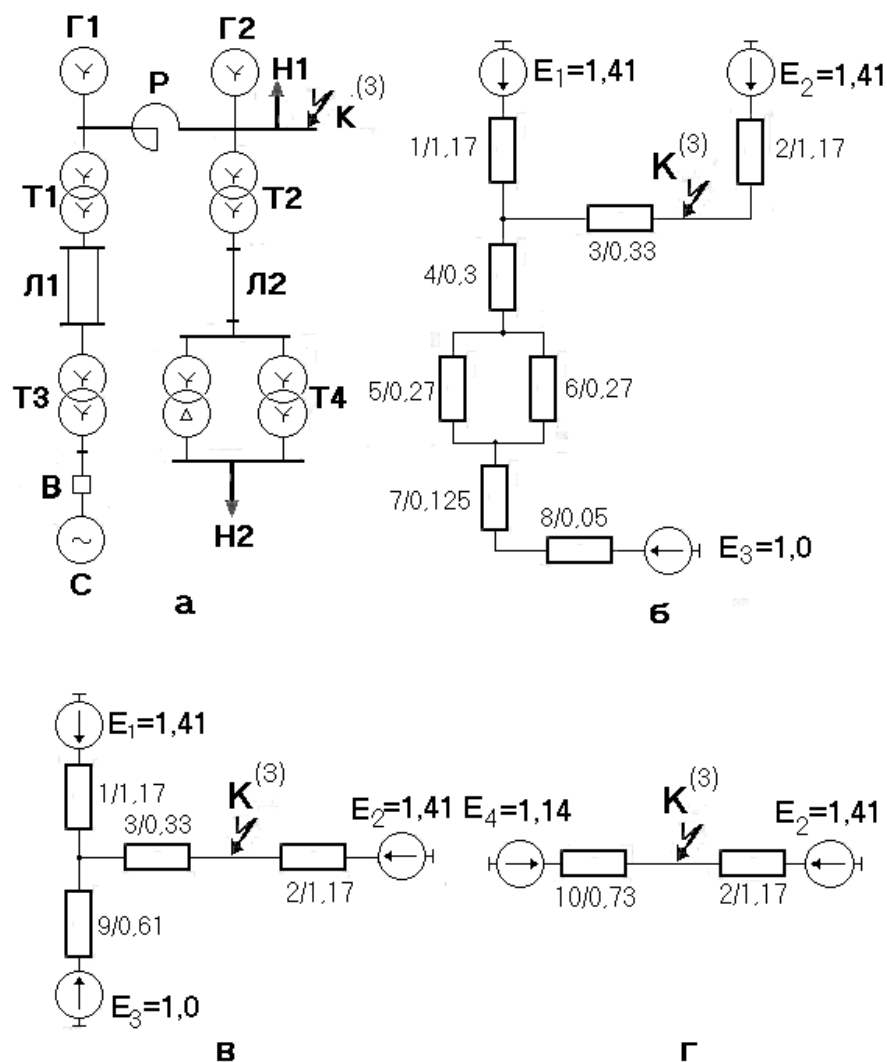 Г1
Г2
Р
Н1
К(3)
Т1
Т2
Л1
Л2
Т3
Т4
В
С
Н2
а
E1=1,41
E2=1,41
1/1,17
2/1,17
К(3)
3/0,33
4/0,3
5/0,27
6/0,27
7/0,125
8/0,05
E3=1,0
б
E1=1,41
1/1,17
3/0,33
К(3)
E2=1,41
2/1,17
9/0,61
E3=1,0
в
E4=1,14
К(3)
E2=1,41
10/0,73
2/1,17
г